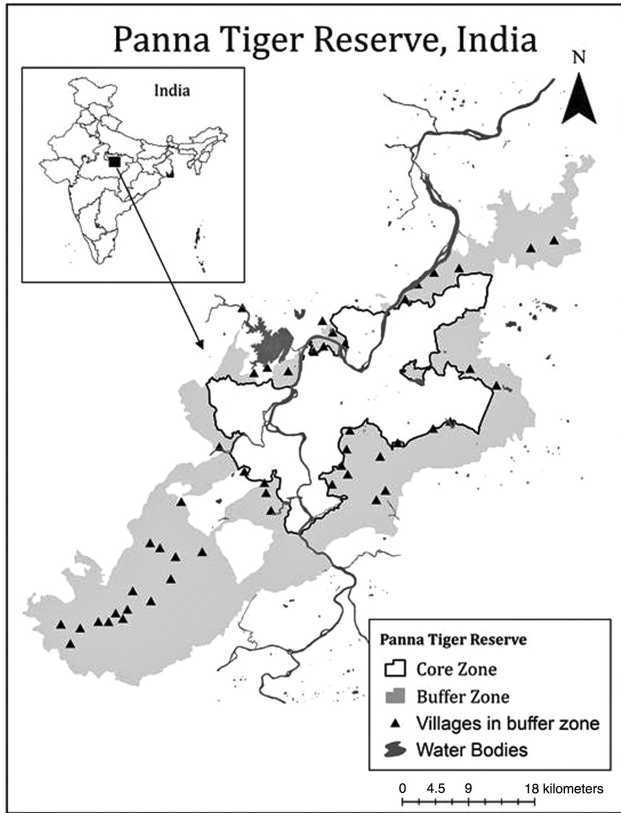 Panna Tiger Reserve, India
India
N
Panna Tiger Reserve
Core Zone
Buffer Zone
Villages in buffer zone
Water Bodies
0 4.5 9 18 kilometers